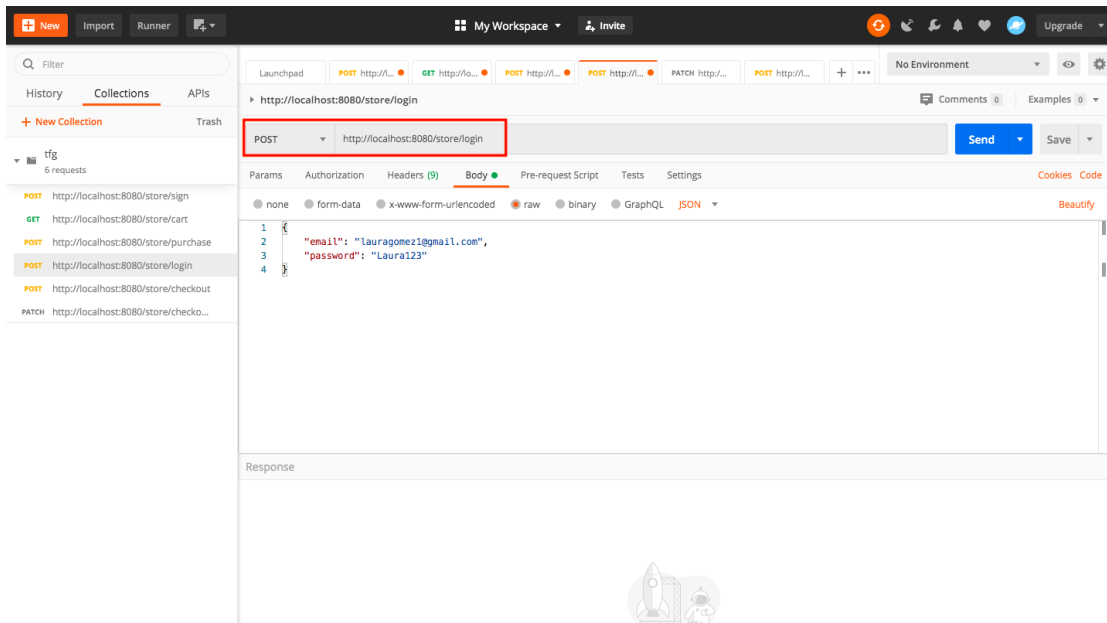 New Import Runner My Workspace Invite Upgrade
Filter
History Collections APIs
New Collection Trash
tfg
6 requests
POST http://localhost:8080/store/sign
GET http://localhost:8080/store/cart
POST http://localhost:8080/store/purchase
POST http://localhost:8080/store/login
POST http://localhost:8080/store/checkout
PATCH http://localhost:8080/store/checko...
Launchpad POST http://l... GET http://lo... POST http://l... POST http://l... PATCH http:/... POST http://l... + ... No Environment
http://localhost:8080/store/login Comments 0 Examples 0
POST http://localhost:8080/store/login Send Save
Params Authorization Headers (9) Body Pre-request Script Tests Settings Cookies Code
none form-data x-www-form-urlencoded raw binary GraphQL JSON Beautify
1 {
2 "email": "lauragomez1@gmail.com",
3 "password": "Laura123"
4 }
Response